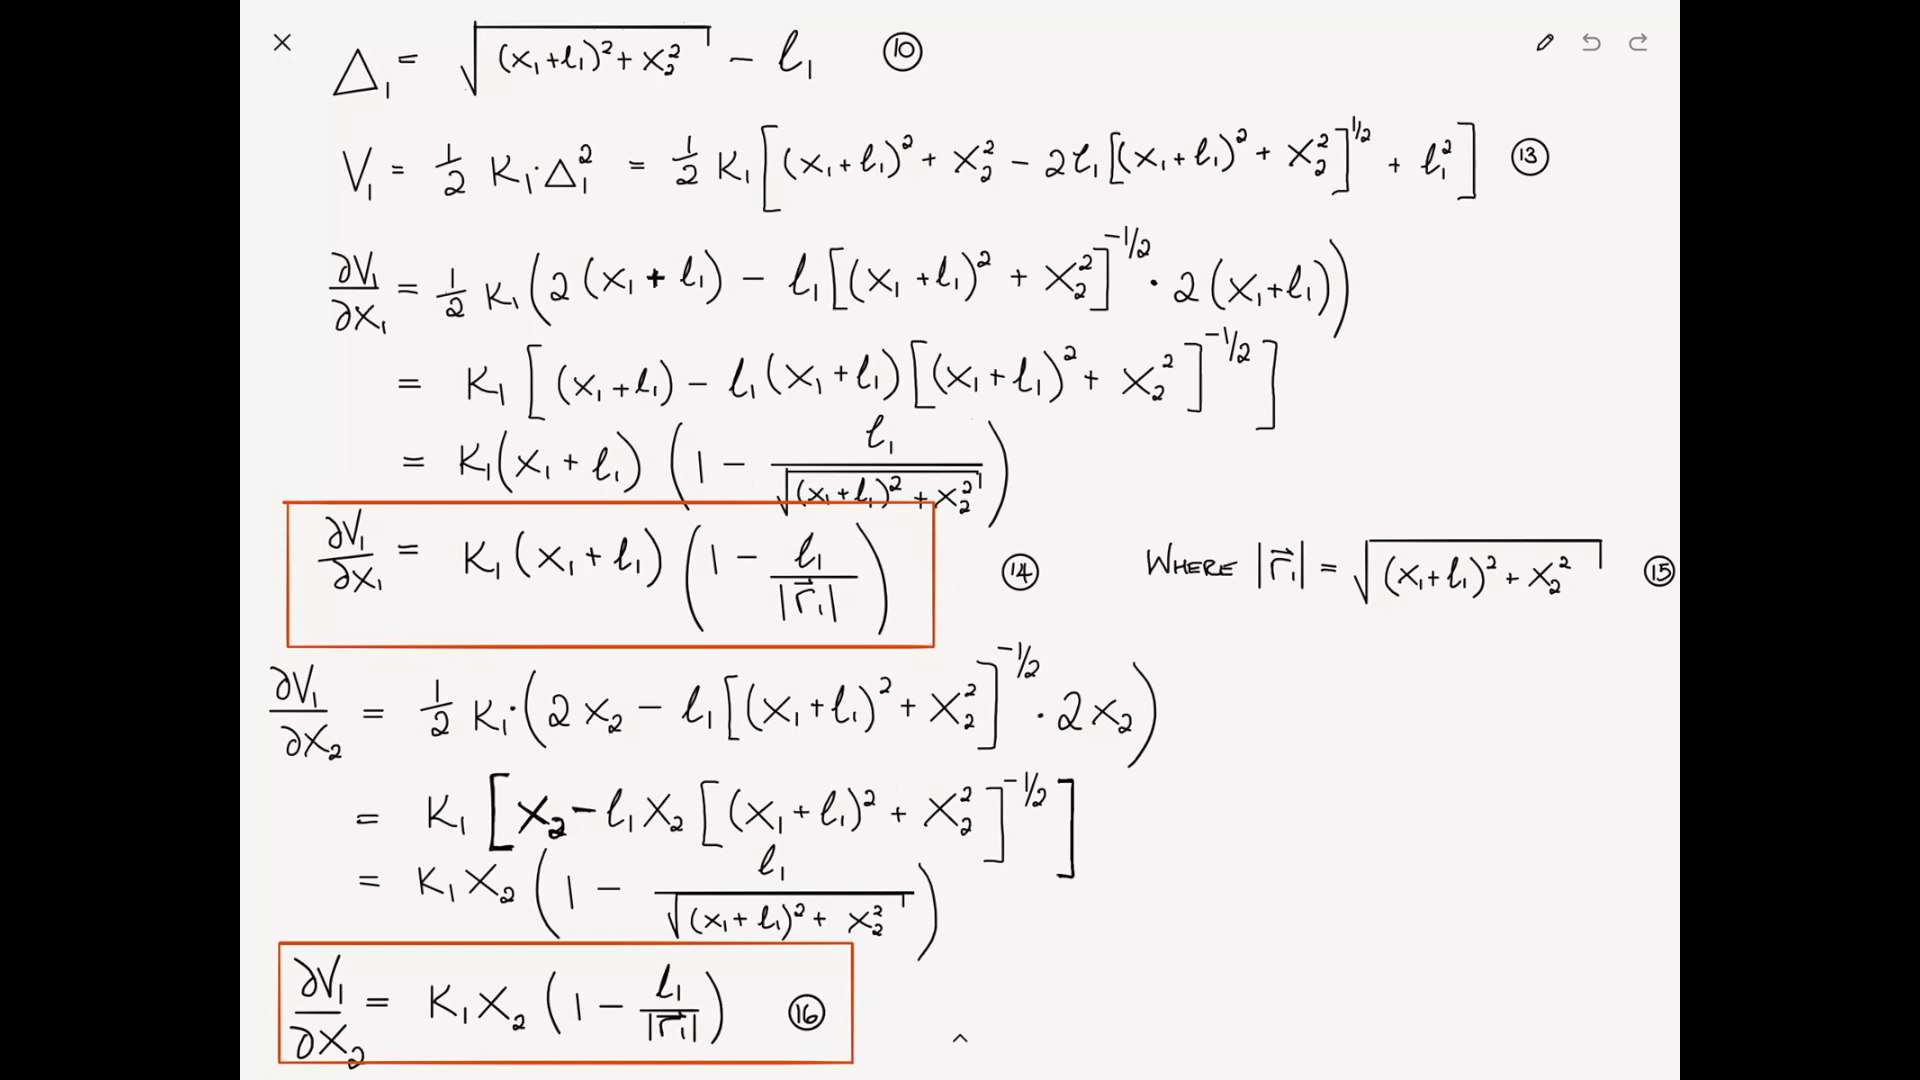 Δ₁ = √((x₁+l₁)² + x₂²) − l₁ ⑩
V₁ = 1/2 K₁·Δ₁² = 1/2 K₁[(x₁+l₁)² + x₂² − 2l₁[(x₁+l₁)² + x₂²]^(1/2) + l₁²] ⑬
∂V₁/∂x₁ = 1/2 K₁(2(x₁+l₁) − l₁[(x₁+l₁)² + x₂²]^(−1/2) · 2(x₁+l₁))
= K₁[(x₁+l₁) − l₁(x₁+l₁)[(x₁+l₁)² + x₂²]^(−1/2)]
= K₁(x₁+l₁)(1 − l₁/√((x₁+l₁)² + x₂²))
∂V₁/∂x₁ = K₁(x₁+l₁)(1 − l₁/|r⃗₁|) ⑭ WHERE |r⃗₁| = √((x₁+l₁)² + x₂²) ⑮
∂V₁/∂x₂ = 1/2 K₁·(2x₂ − l₁[(x₁+l₁)² + x₂²]^(−1/2) · 2x₂)
= K₁[x₂ − l₁x₂[(x₁+l₁)² + x₂²]^(−1/2)]
= K₁x₂(1 − l₁/√((x₁+l₁)² + x₂²))
∂V₁/∂x₂ = K₁x₂(1 − l₁/|r⃗₁|) ⑯